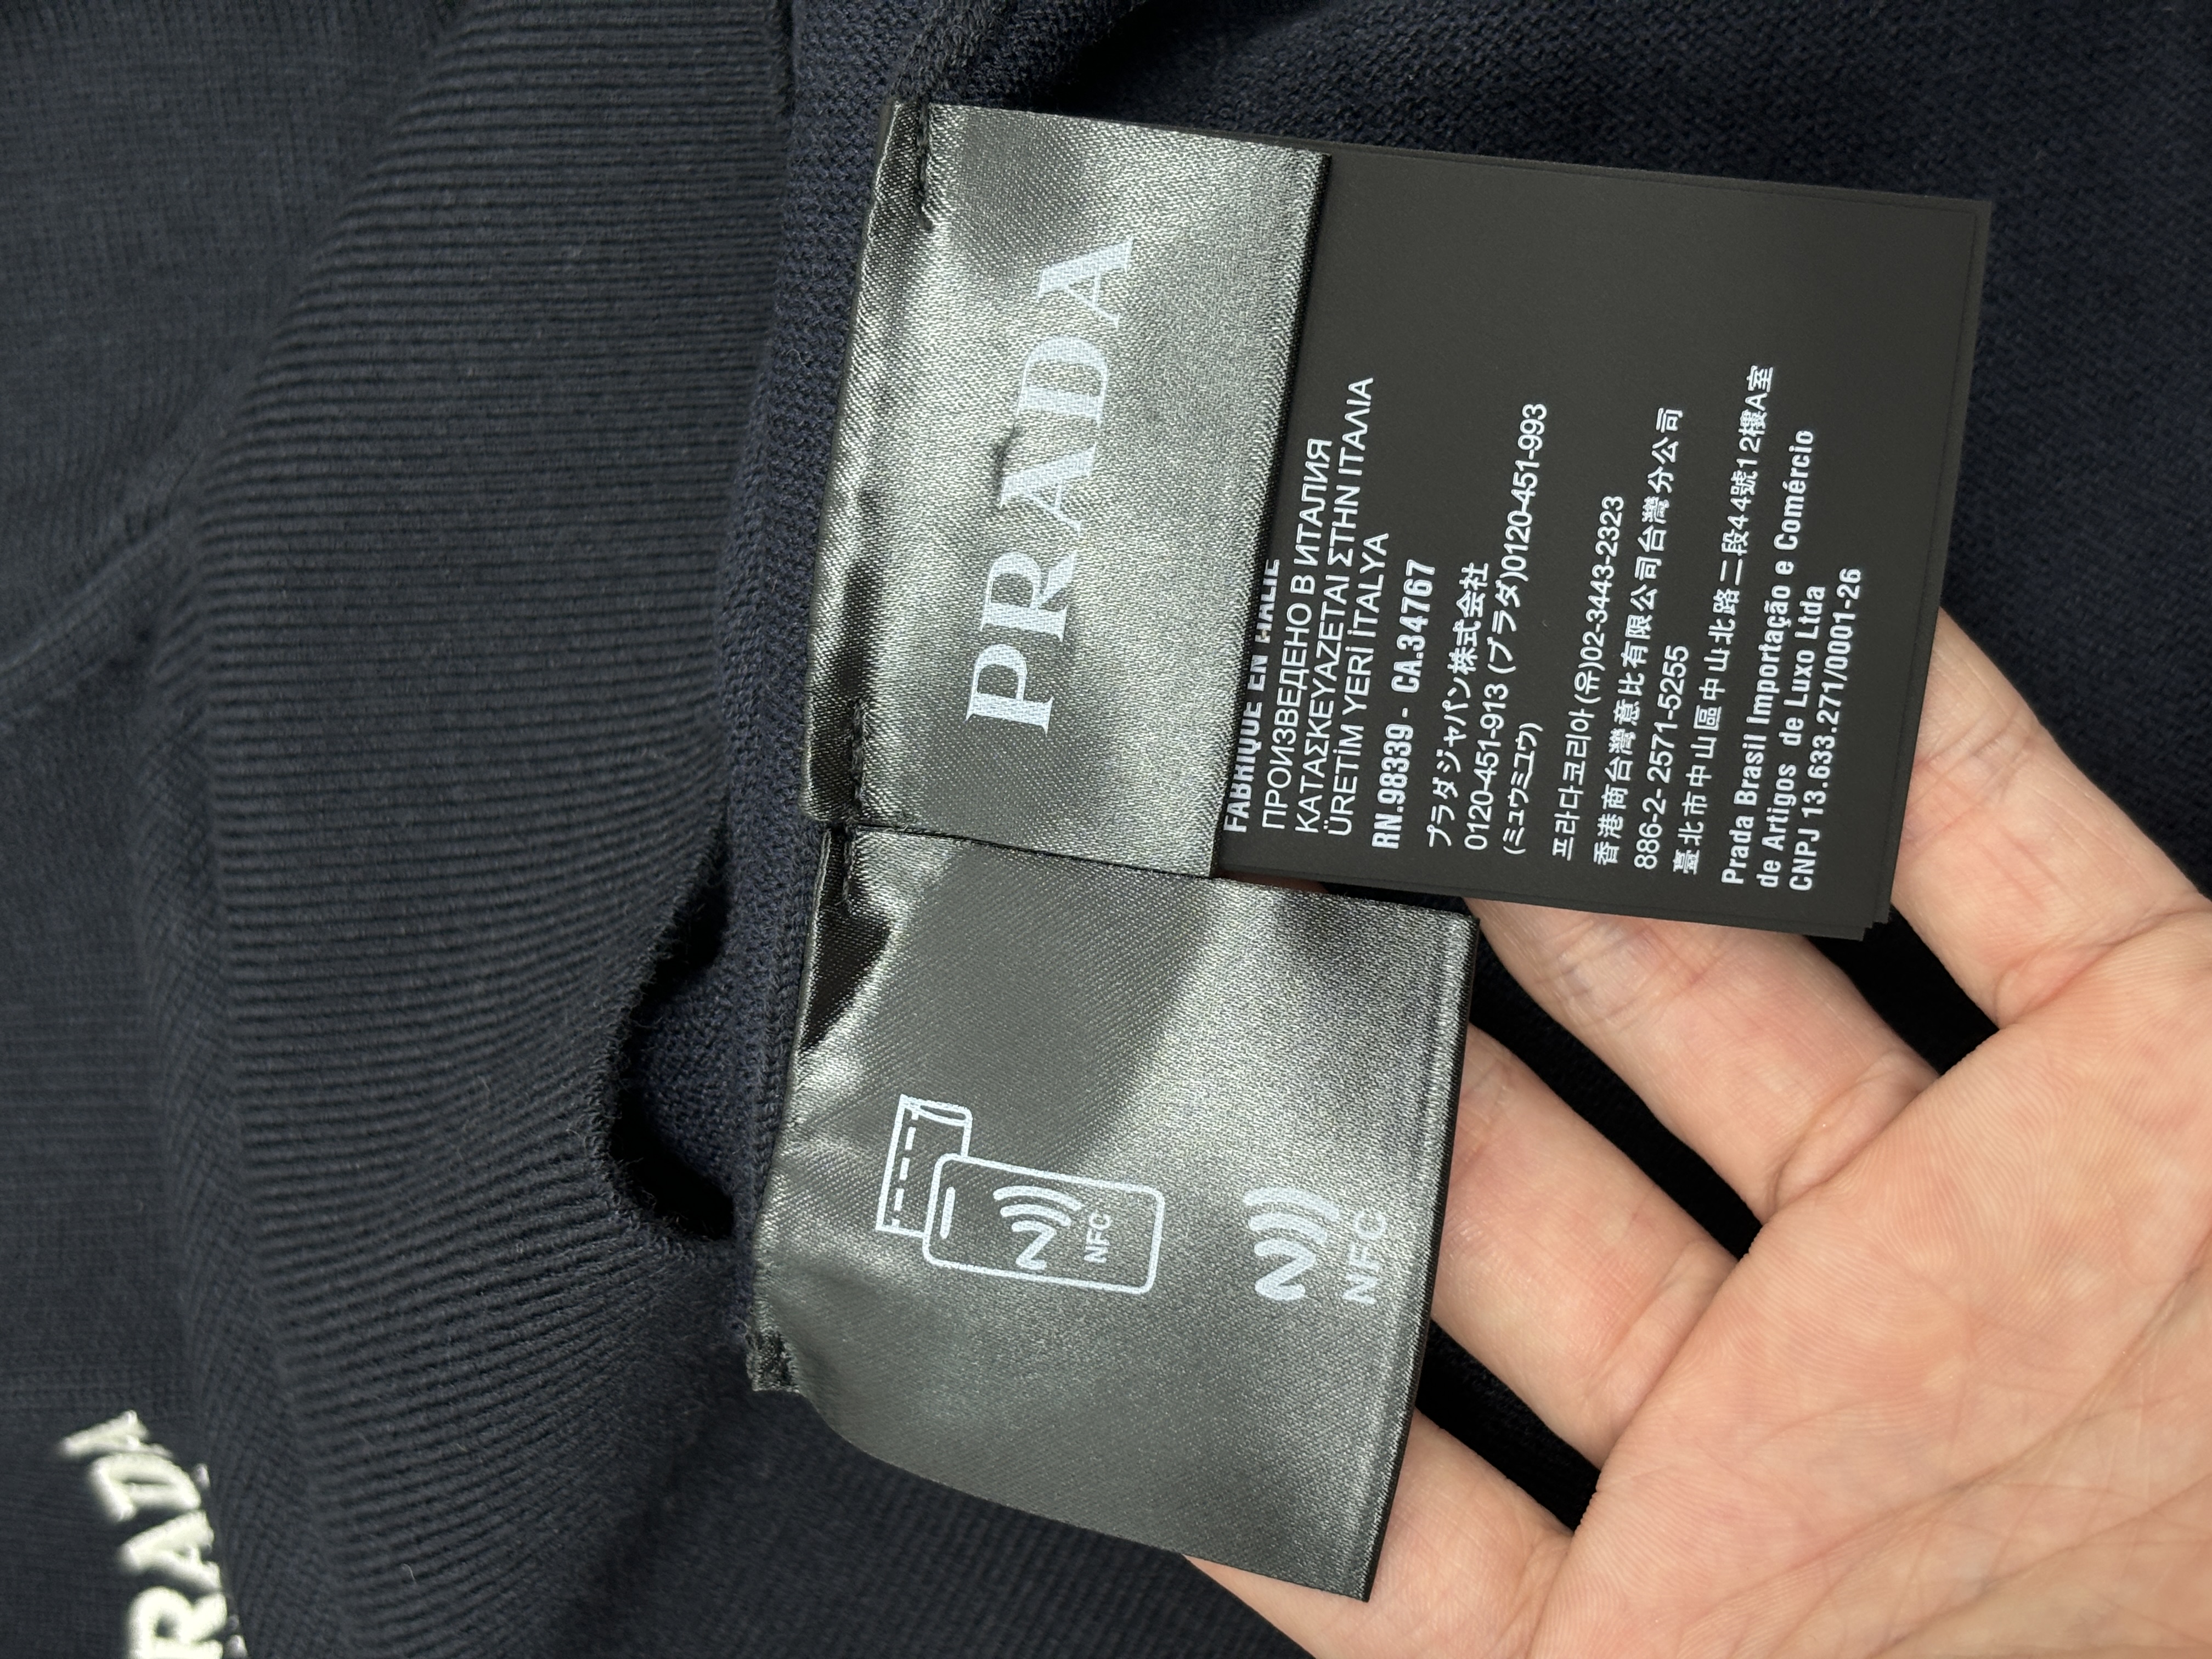 PRADA
FABRIQUÉ EN ITALIE
ПРОИЗВЕДЕНО В ИТАЛИЯ
ΚΑΤΑΣΚΕΥΑΖΕΤΑΙ ΣΤΗΝ ΙΤΑΛΙΑ
ÜRETİM YERİ İTALYA
RN.98339 - CA.34767
プラダジャパン株式会社
0120-451-913 (プラダ)0120-451-993
(ミュウミュウ)
프라다코리아(유)02-3443-2323
香港商台灣意比有限公司台灣分公司
886-2-2571-5255
臺北市中山區中山北路二段44號12樓A室
Prada Brasil Importação e Comércio
de Artigos de Luxo Ltda
CNPJ 13.633.271/0001-26
NFC
NFC
RADA